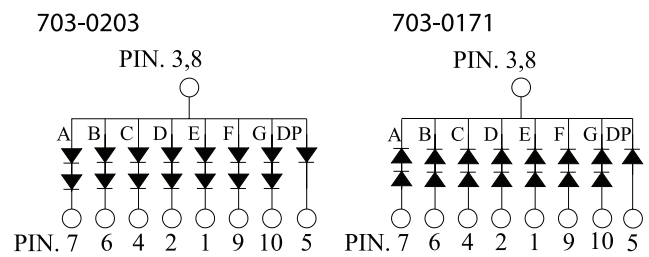 703-0203
PIN. 3,8
A B C D E F G DP
PIN. 7 6 4 2 1 9 10 5
703-0171
PIN. 3,8
A B C D E F G DP
PIN. 7 6 4 2 1 9 10 5